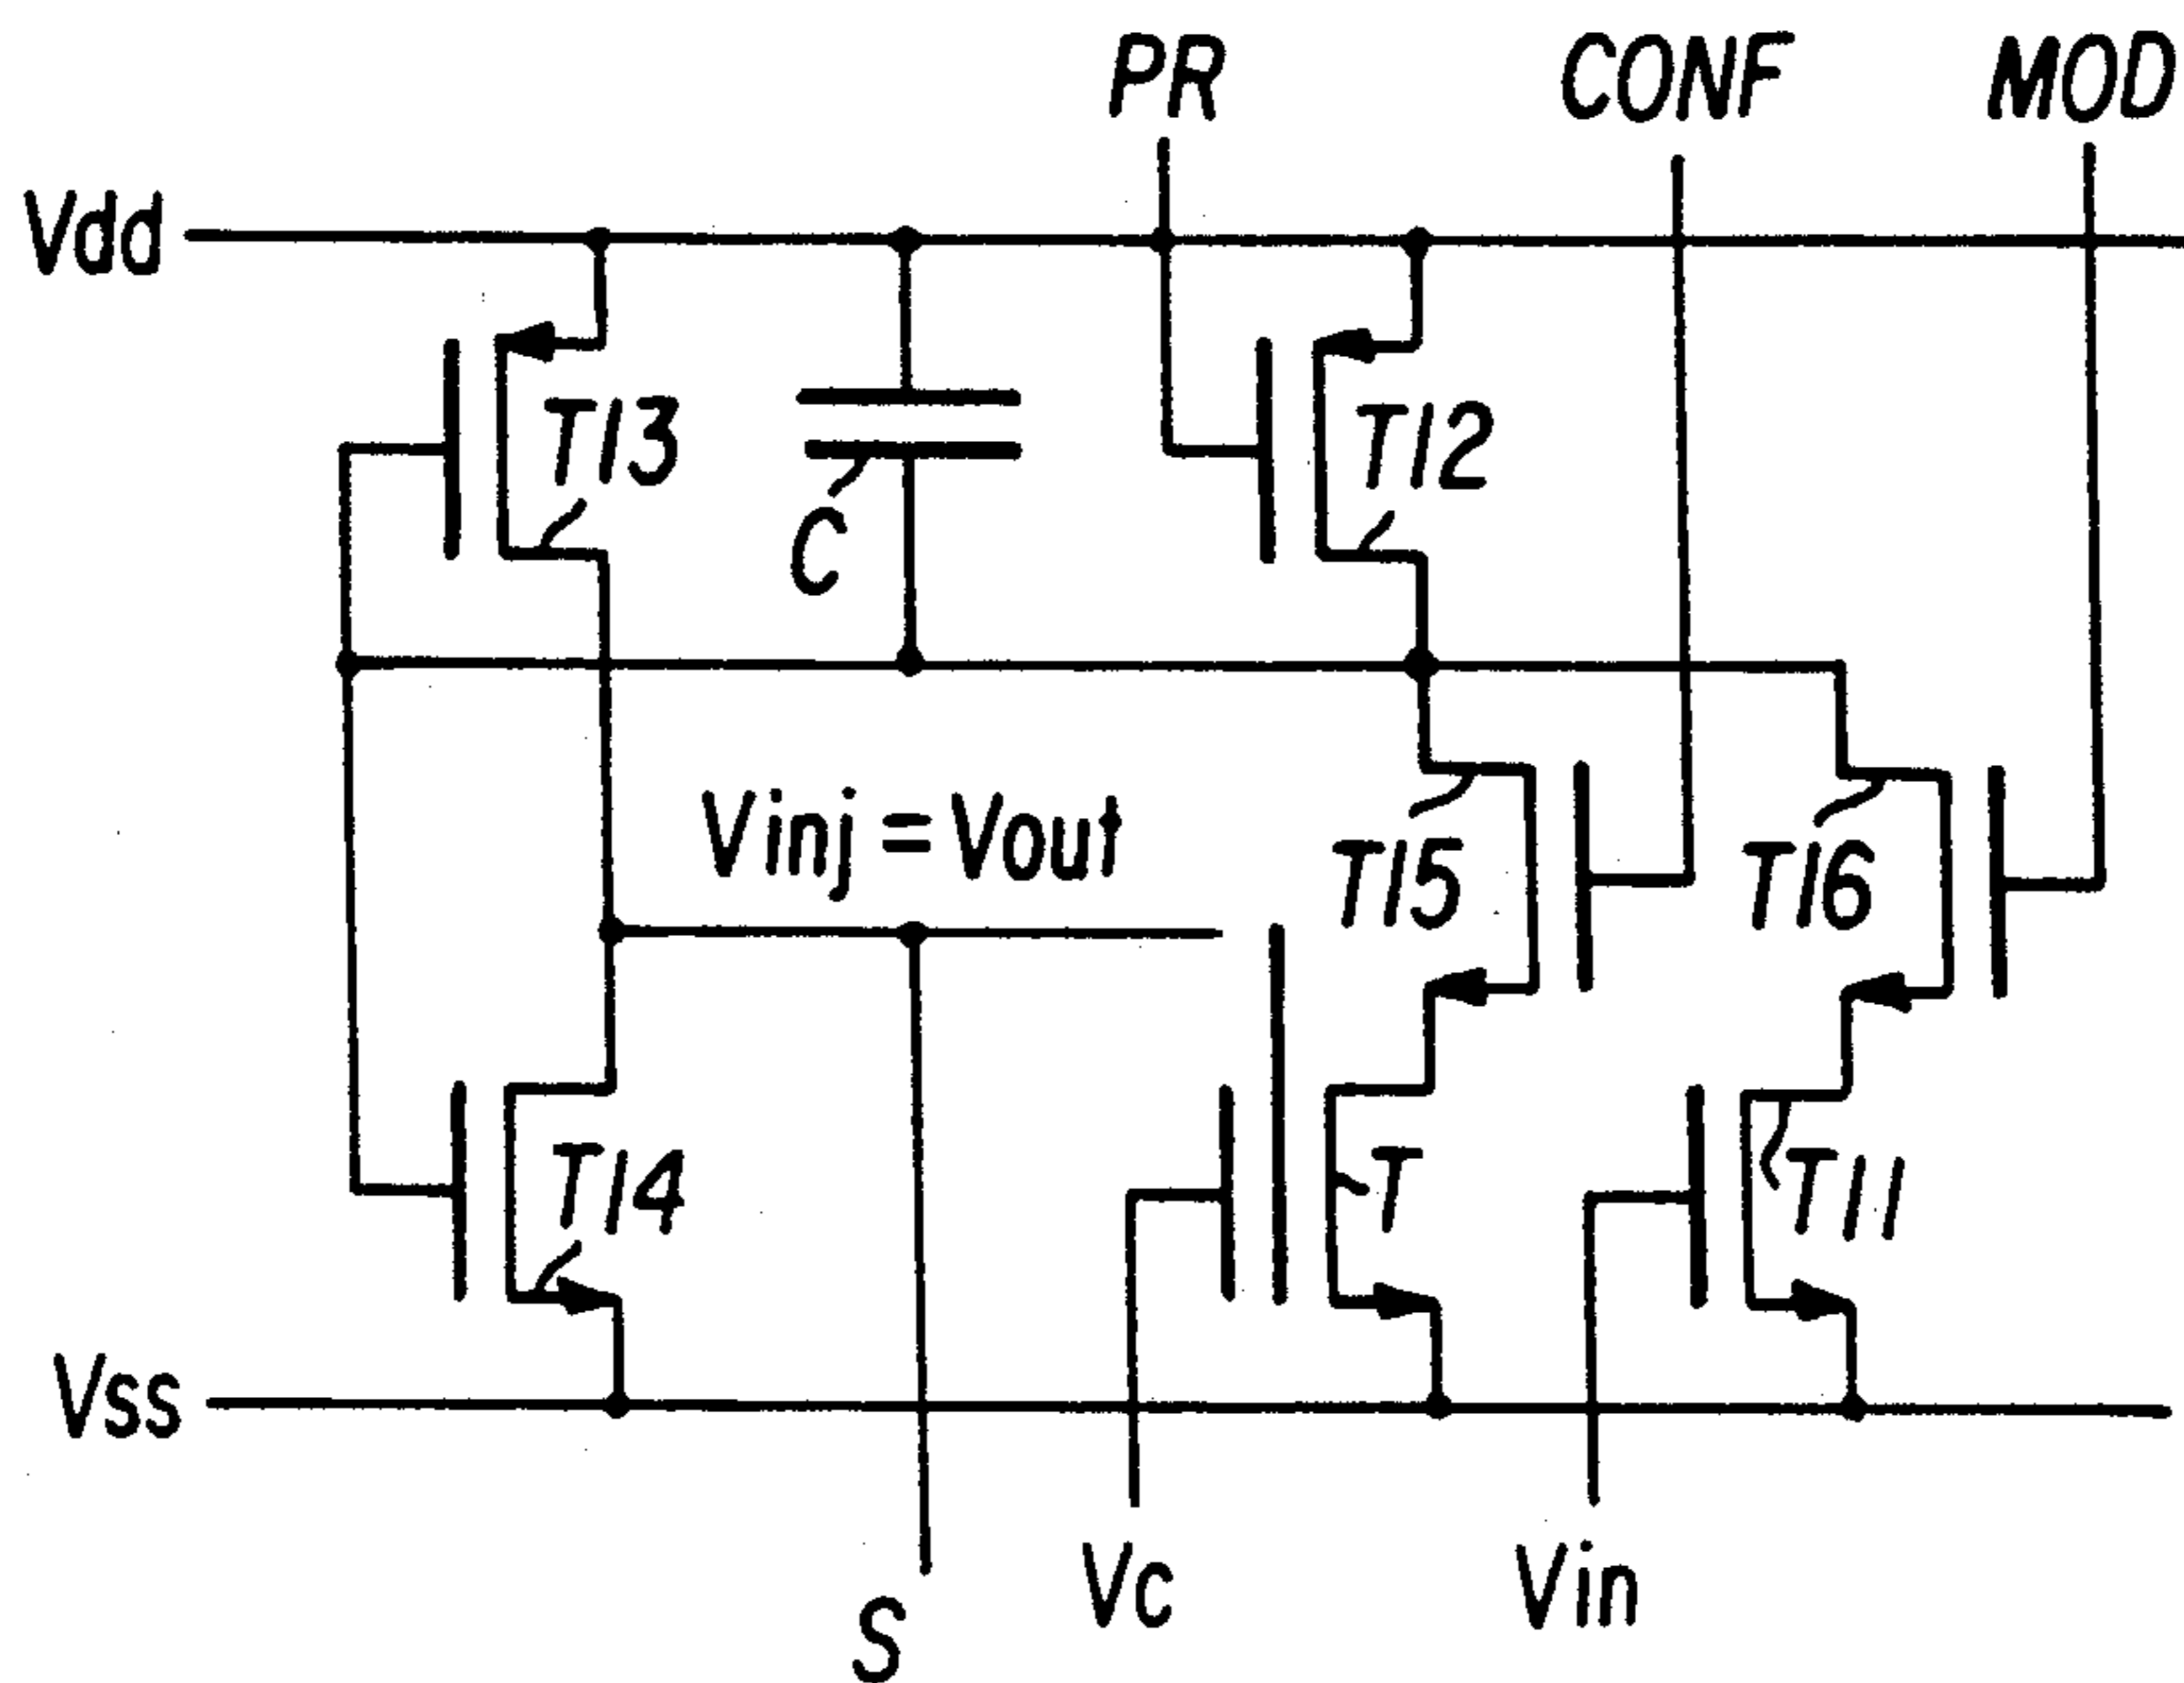 PR CONF MOD
Vdd
T13
C
T12
Vinj = Vout
T15
T16
T14
T
T11
Vss
S
Vc
Vin